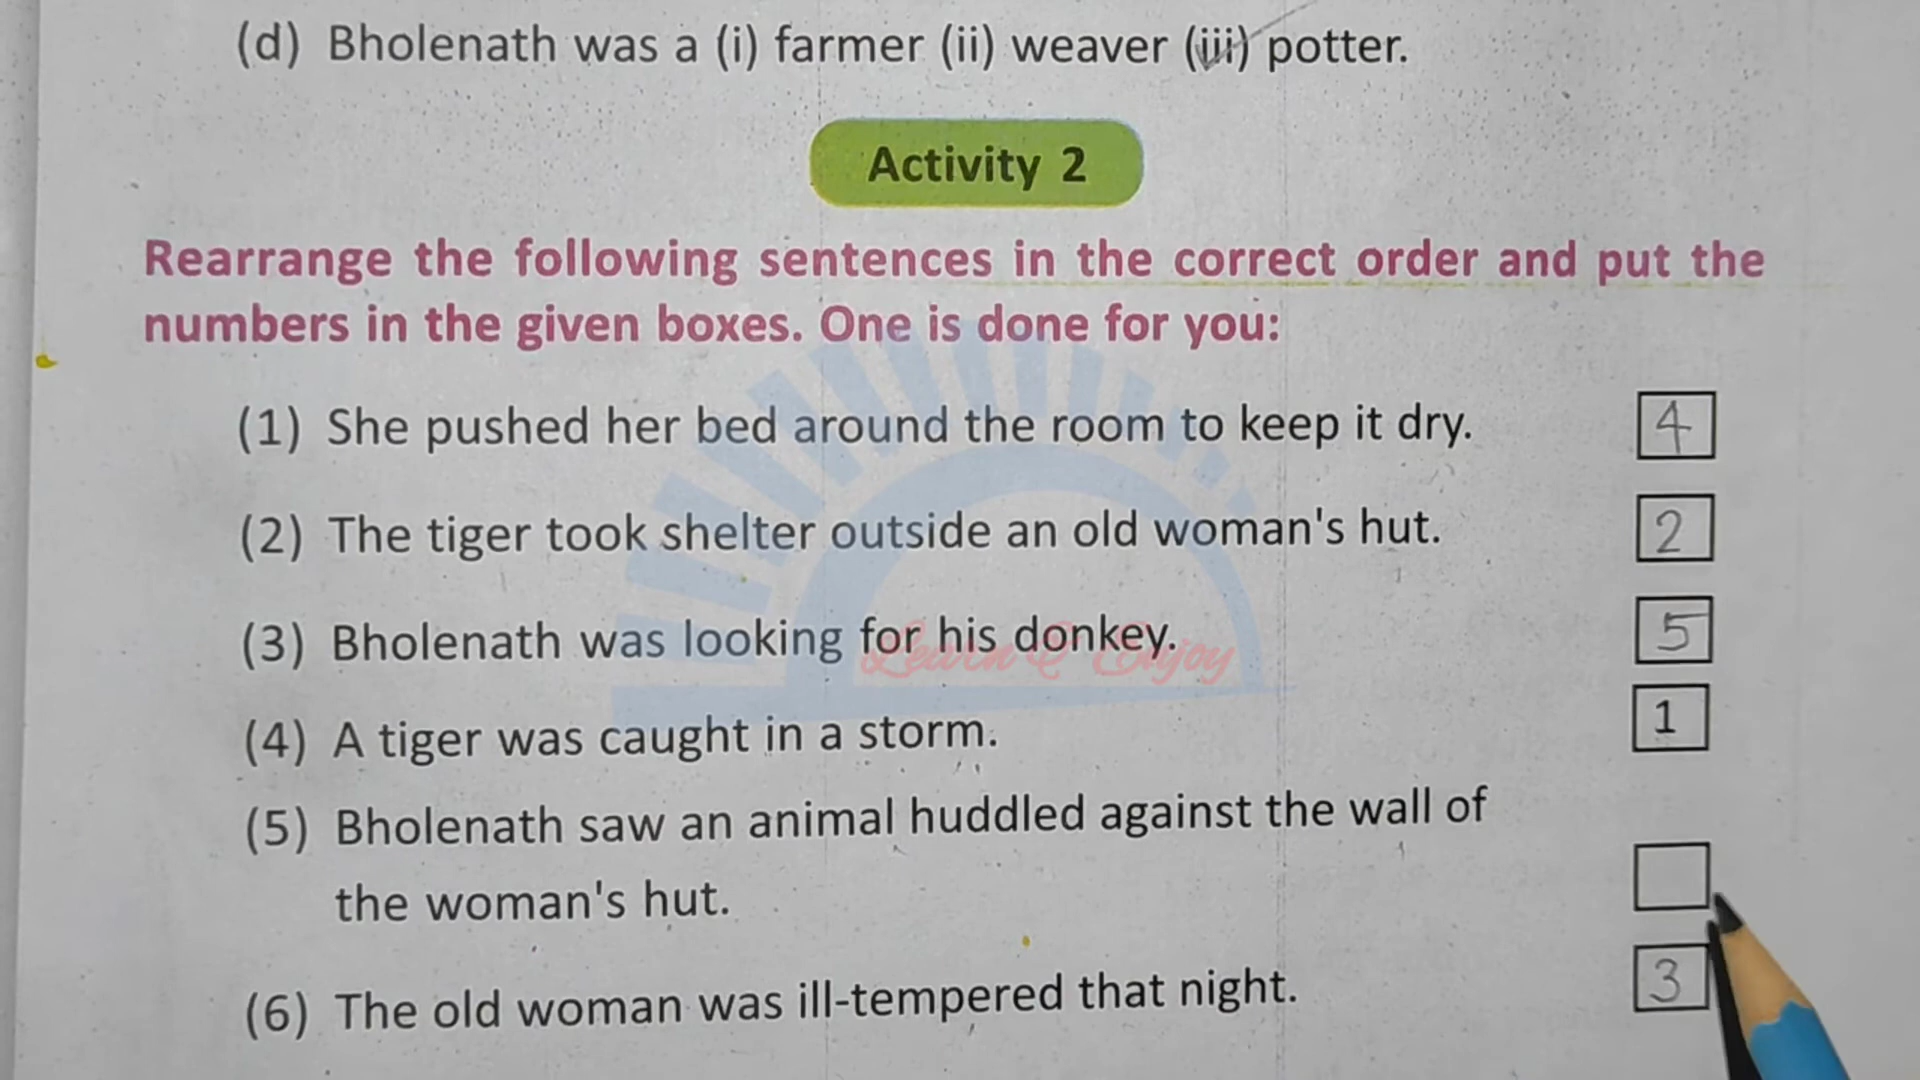 (d) Bholenath was a (i) farmer (ii) weaver (iii) potter.
Activity 2
Rearrange the following sentences in the correct order and put the
numbers in the given boxes. One is done for you:
(1) She pushed her bed around the room to keep it dry. 4
(2) The tiger took shelter outside an old woman's hut. 2
(3) Bholenath was looking for his donkey. 5
Learn & Enjoy
(4) A tiger was caught in a storm. 1
(5) Bholenath saw an animal huddled against the wall of
the woman's hut.
(6) The old woman was ill-tempered that night. 3